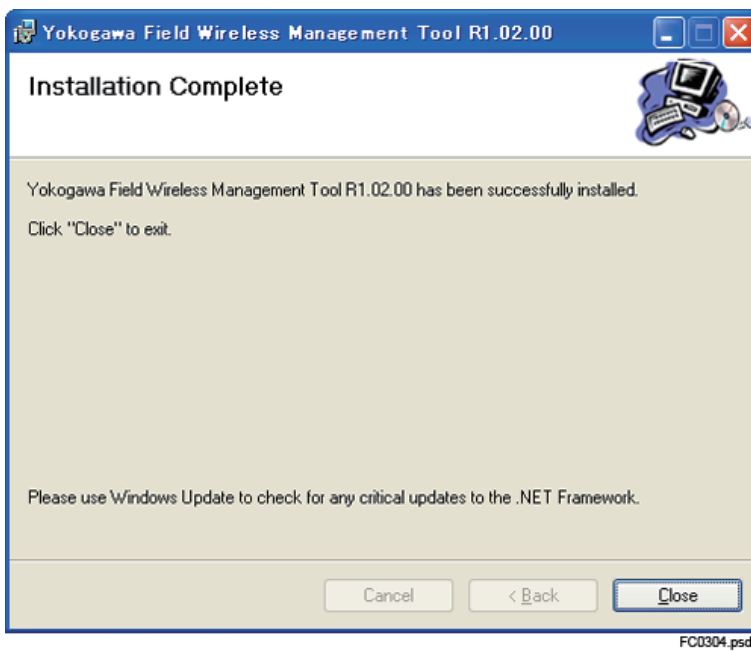 Yokogawa Field Wireless Management Tool R1.02.00
Installation Complete
Yokogawa Field Wireless Management Tool R1.02.00 has been successfully installed.
Click "Close" to exit.
Please use Windows Update to check for any critical updates to the .NET Framework.
Cancel
< Back
Close
FC0304.psd